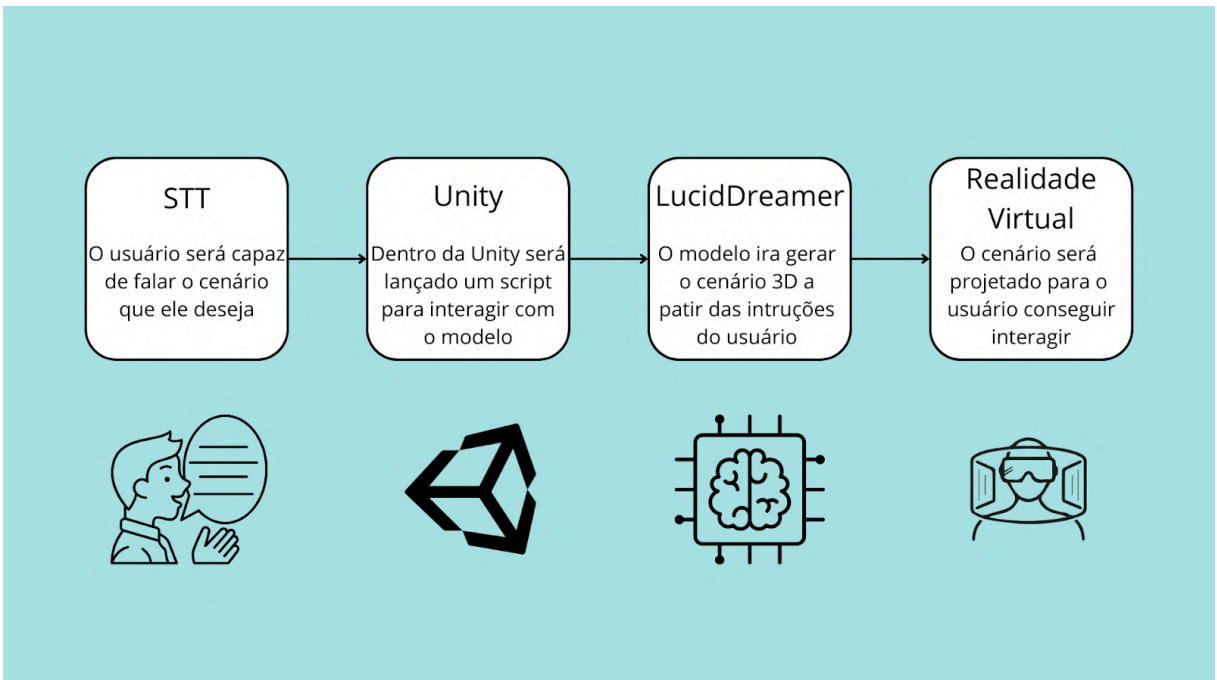 STT
O usuário será capaz
de falar o cenário
que ele deseja
Unity
Dentro da Unity será
lançado um script
para interagir com
o modelo
LucidDreamer
O modelo ira gerar
o cenário 3D a
patir das intruções
do usuário
Realidade
Virtual
O cenário será
projetado para o
usuário conseguir
interagir